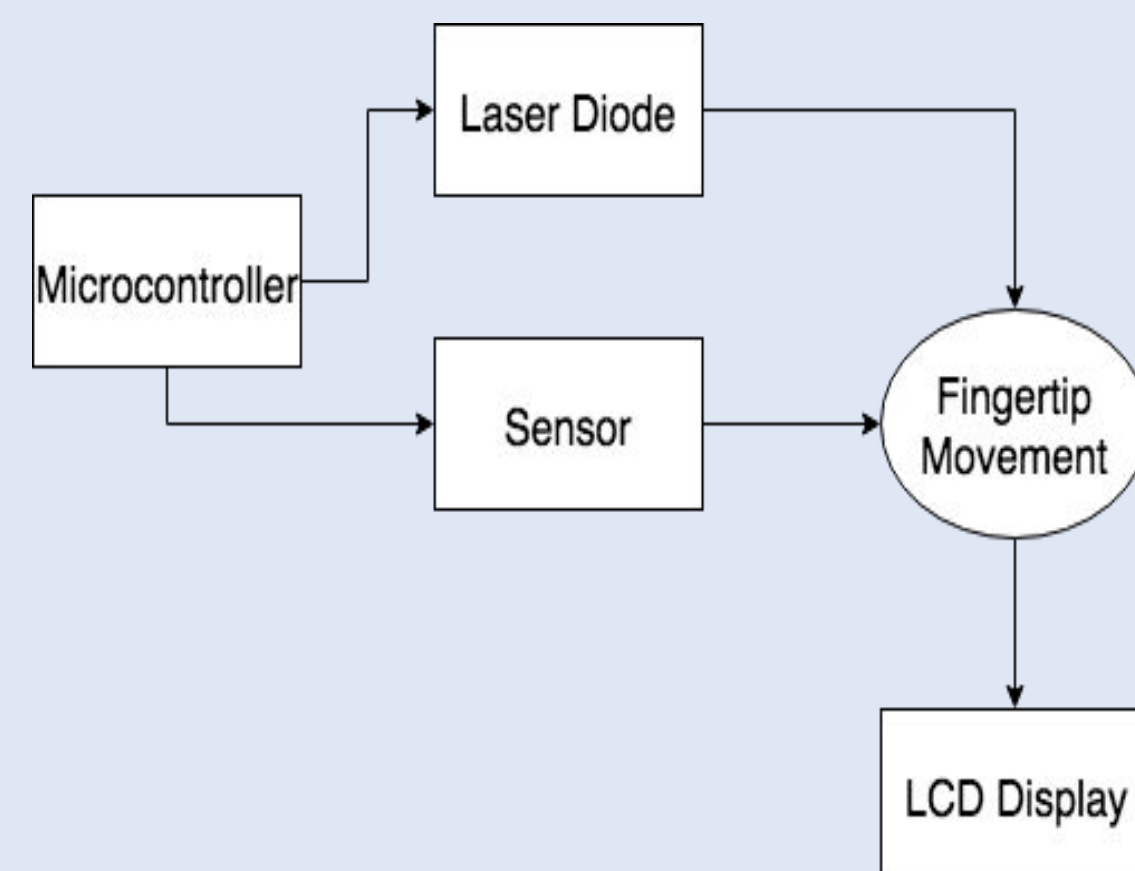 Laser Diode
Microcontroller
Sensor
Fingertip
Movement
LCD Display